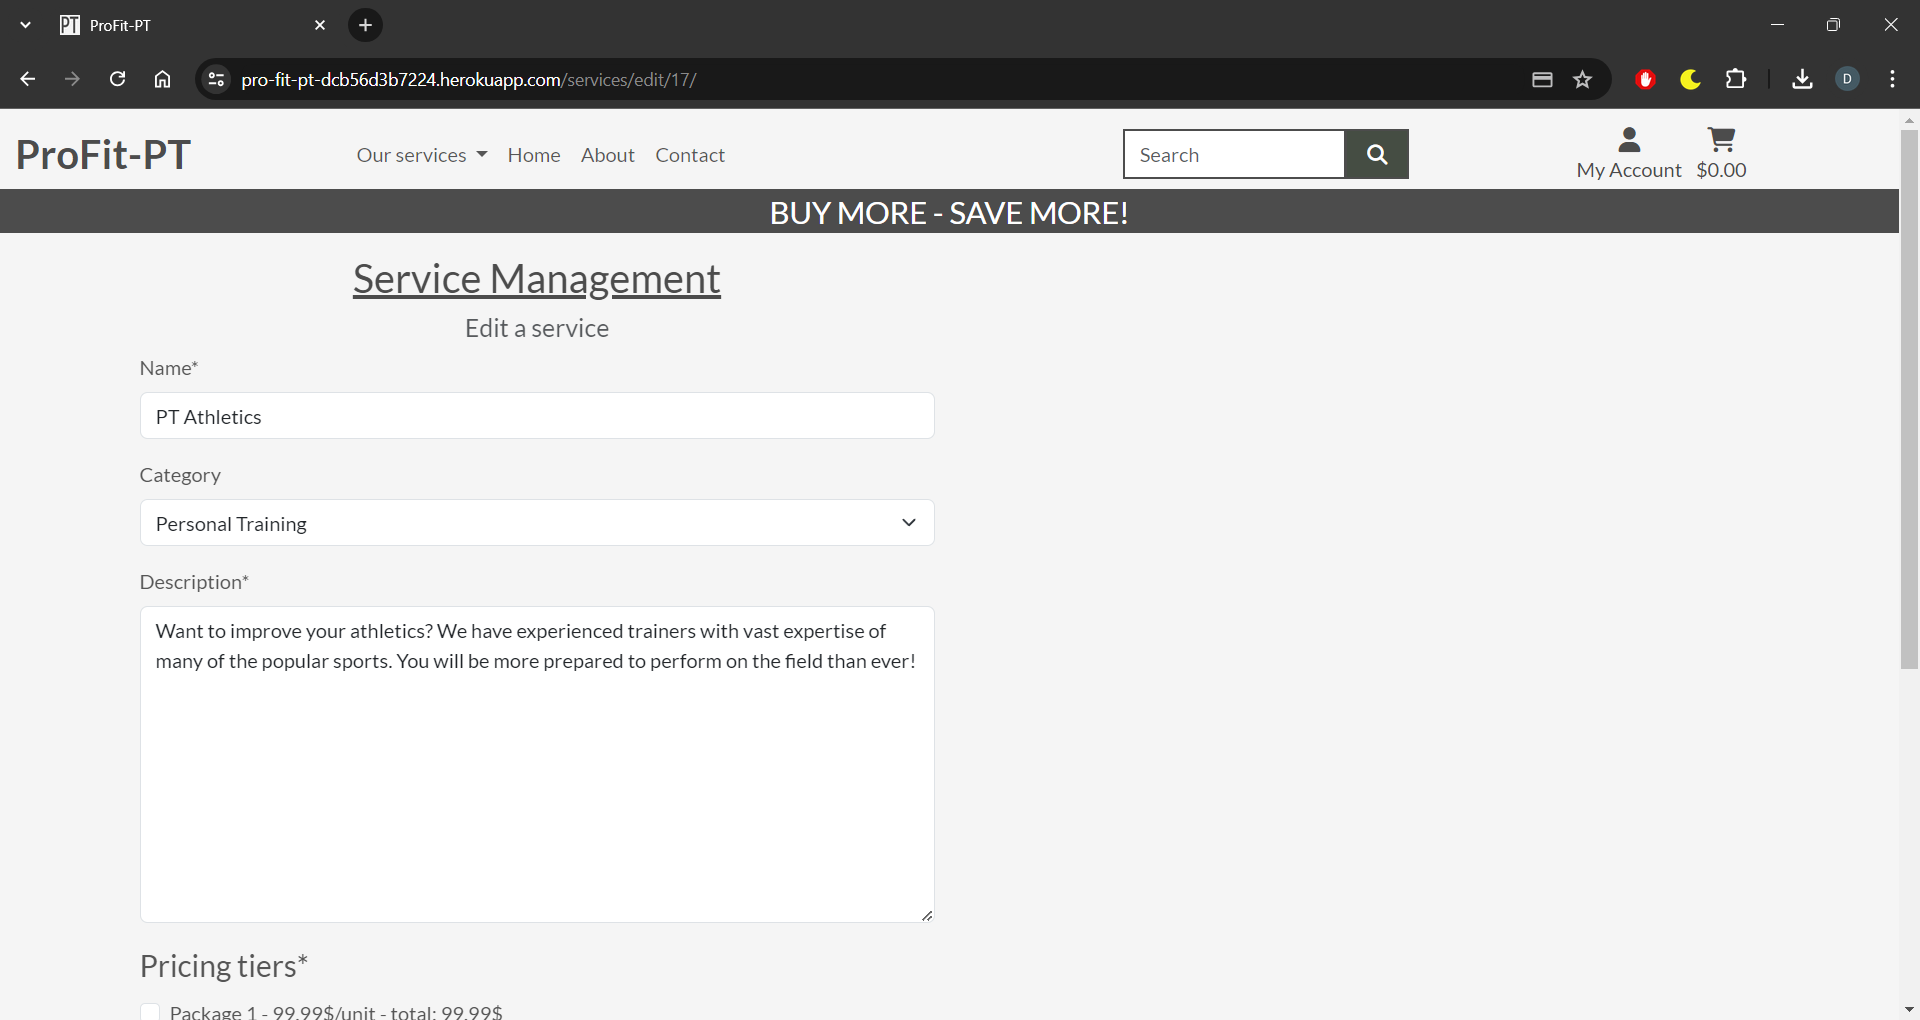 PT ProFit-PT
pro-fit-pt-dcb56d3b7224.herokuapp.com/services/edit/17/
D
ProFit-PT
Our services Home About Contact
Search
My Account $0.00
BUY MORE - SAVE MORE!
Service Management
Edit a service
Name*
PT Athletics
Category
Personal Training
Description*
Want to improve your athletics? We have experienced trainers with vast expertise of
many of the popular sports. You will be more prepared to perform on the field than ever!
Pricing tiers*
Package 1 - 99.99$/unit - total: 99.99$